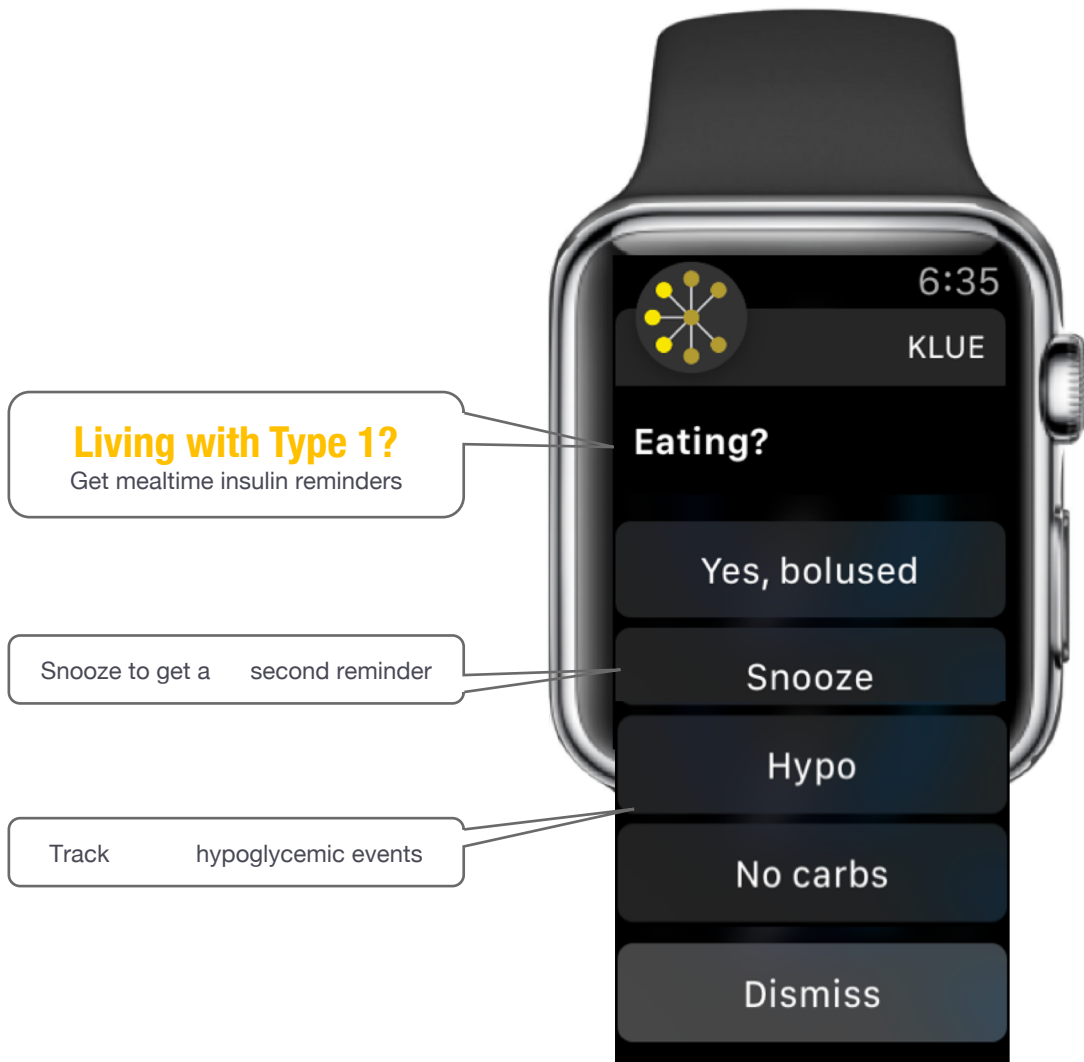 6:35
KLUE
Living with Type 1?
Get mealtime insulin reminders
Eating?
Yes, bolused
Snooze to get a second reminder
Snooze
Hypo
Track hypoglycemic events
No carbs
Dismiss